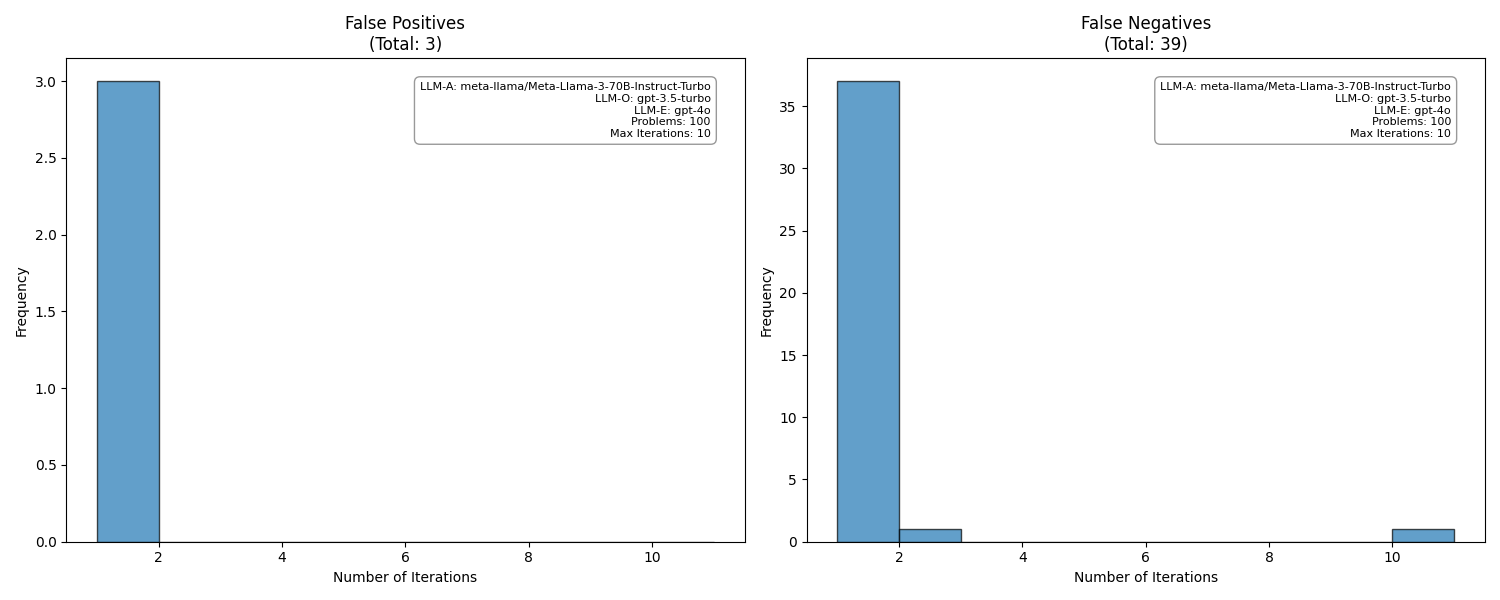 False Positives
(Total: 3)
LLM-A: meta-llama/Meta-Llama-3-70B-Instruct-Turbo
LLM-O: gpt-3.5-turbo
LLM-E: gpt-4o
Problems: 100
Max Iterations: 10
3.0
2.5
2.0
1.5
1.0
0.5
0.0
Frequency
2 4 6 8 10
Number of Iterations
False Negatives
(Total: 39)
LLM-A: meta-llama/Meta-Llama-3-70B-Instruct-Turbo
LLM-O: gpt-3.5-turbo
LLM-E: gpt-4o
Problems: 100
Max Iterations: 10
35
30
25
20
15
10
5
0
Frequency
2 4 6 8 10
Number of Iterations